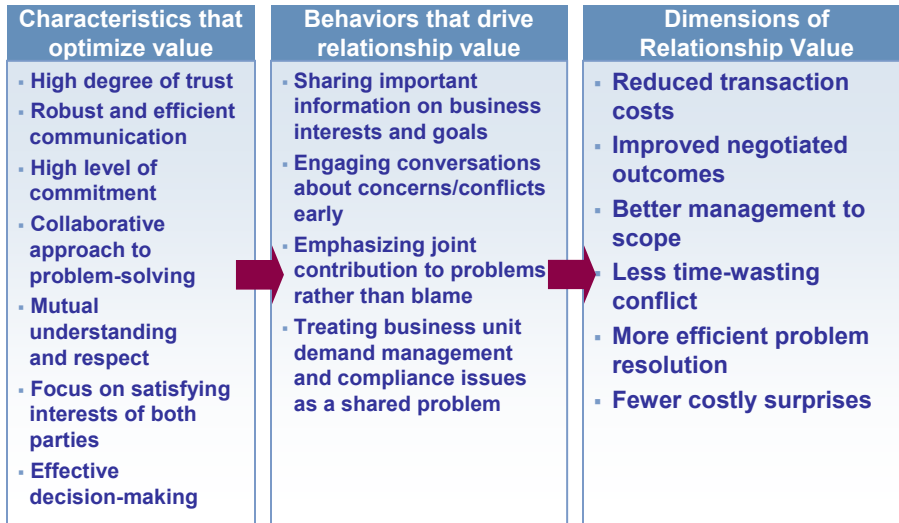 Characteristics that
optimize value
▪ High degree of trust
▪ Robust and efficient
communication
▪ High level of
commitment
▪ Collaborative
approach to
problem-solving
▪ Mutual
understanding
and respect
▪ Focus on satisfying
interests of both
parties
▪ Effective
decision-making
Behaviors that drive
relationship value
▪ Sharing important
information on business
interests and goals
▪ Engaging conversations
about concerns/conflicts
early
▪ Emphasizing joint
contribution to problems
rather than blame
▪ Treating business unit
demand management
and compliance issues
as a shared problem
Dimensions of
Relationship Value
▪ Reduced transaction
costs
▪ Improved negotiated
outcomes
▪ Better management to
scope
▪ Less time-wasting
conflict
▪ More efficient problem
resolution
▪ Fewer costly surprises